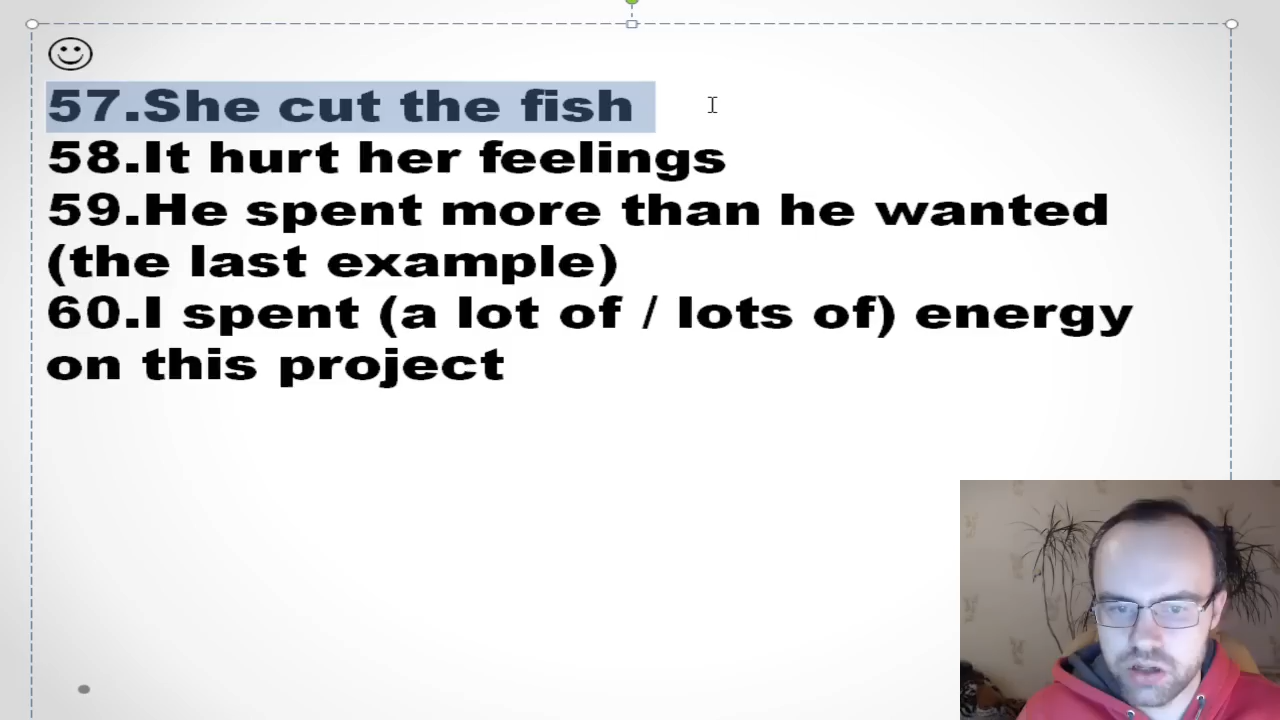 57.She cut the fish
58.It hurt her feelings
59.He spent more than he wanted
(the last example)
60.I spent (a lot of / lots of) energy
on this project